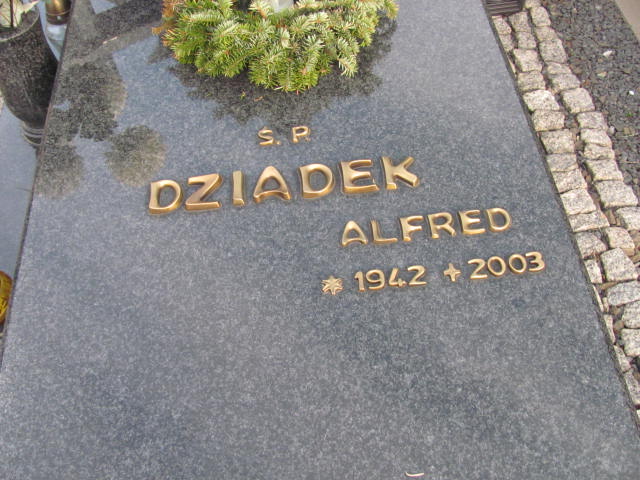 Ś. P.
DZIADEK
ALFRED
* 1942 + 2003